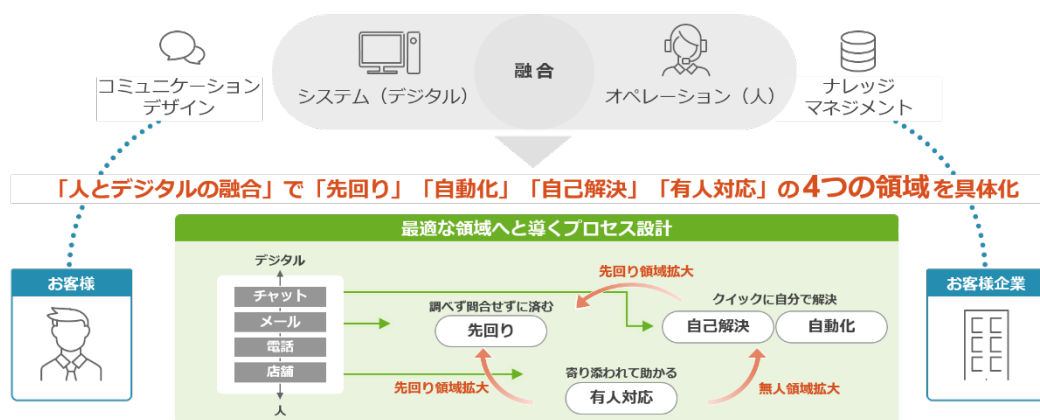 コミュニケーション
デザイン
システム（デジタル）
融合
オペレーション（人）
ナレッジ
マネジメント
「人とデジタルの融合」で「先回り」「自動化」「自己解決」「有人対応」の4つの領域を具体化
最適な領域へと導くプロセス設計
お客様
お客様企業
デジタル
チャット
メール
電話
店舗
人
先回り領域拡大
調べず問合せずに済む
先回り
クイックに自分で解決
自己解決
自動化
先回り領域拡大
寄り添われて助かる
有人対応
無人領域拡大